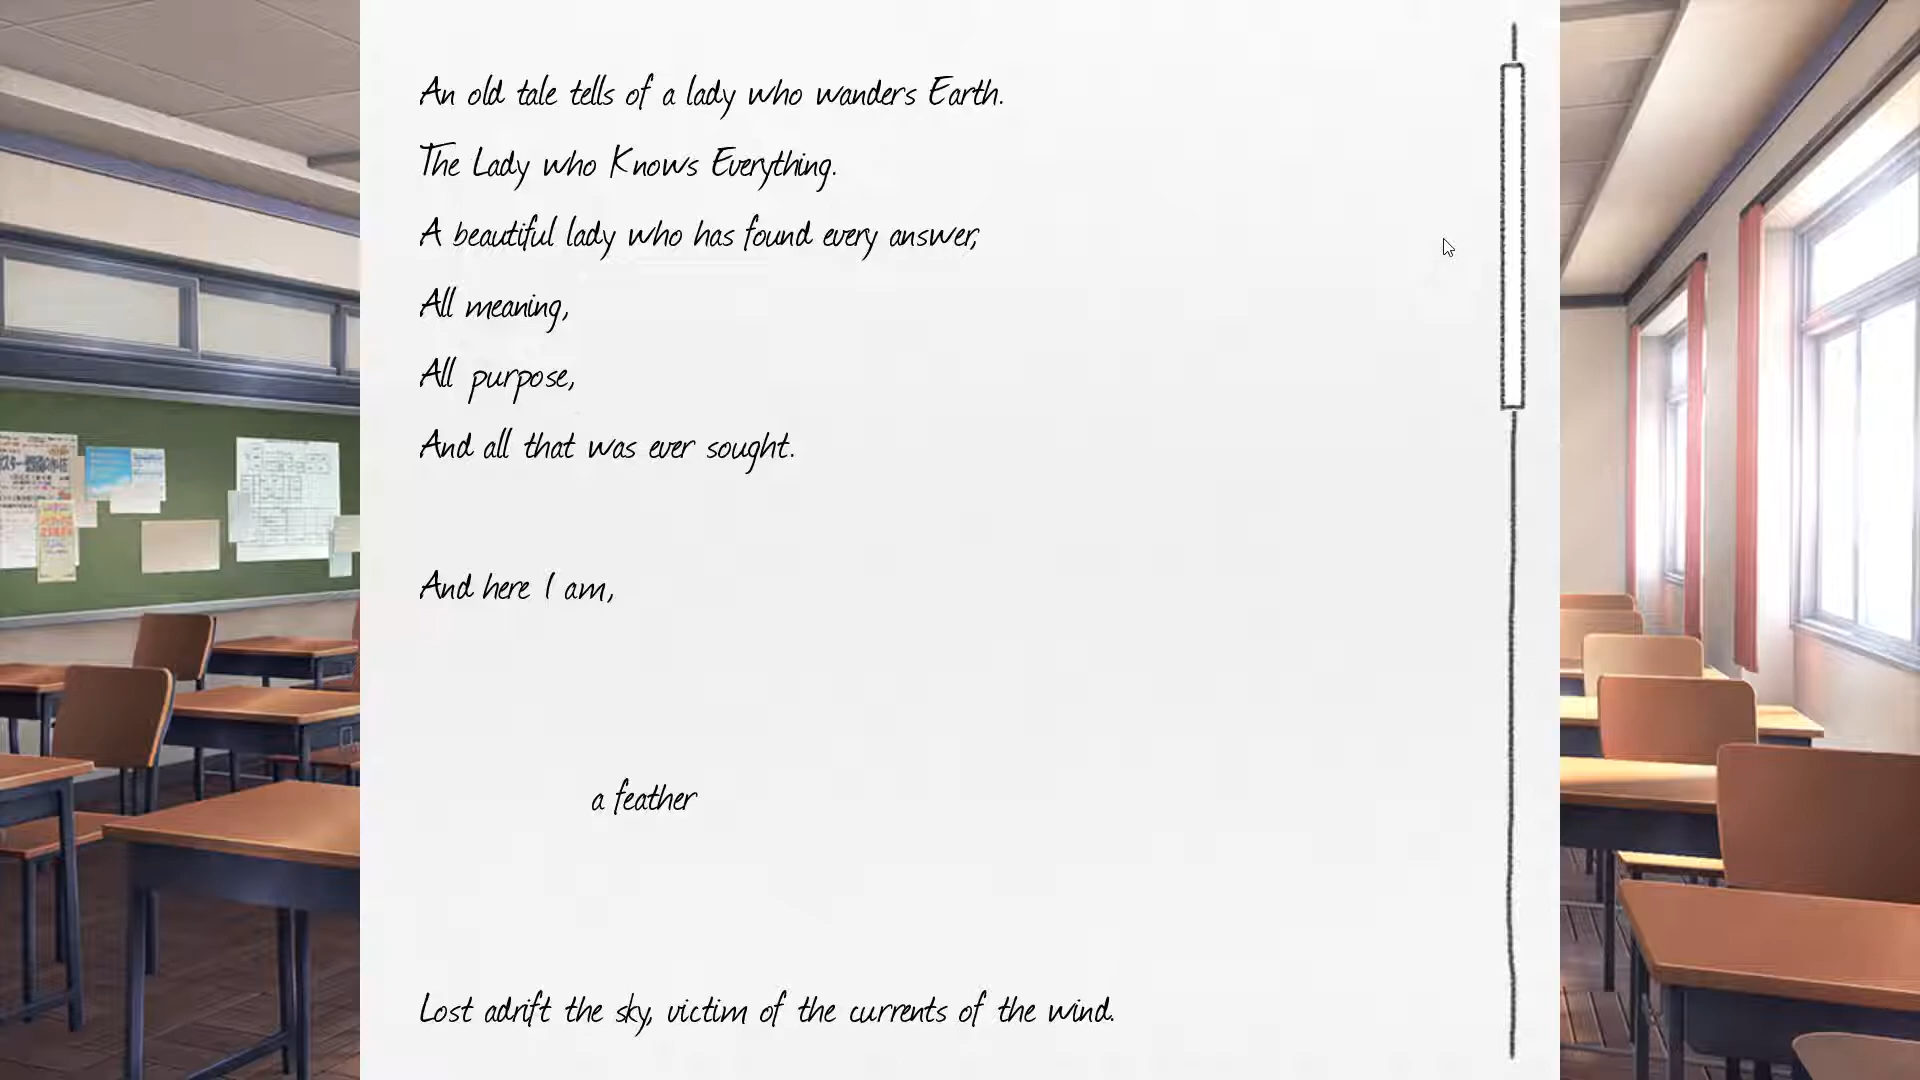 An old tale tells of a lady who wanders Earth.
The Lady who Knows Everything.
A beautiful lady who has found every answer,
All meaning,
All purpose,
And all that was ever sought.
And here I am,
a feather
Lost adrift the sky, victim of the currents of the wind.